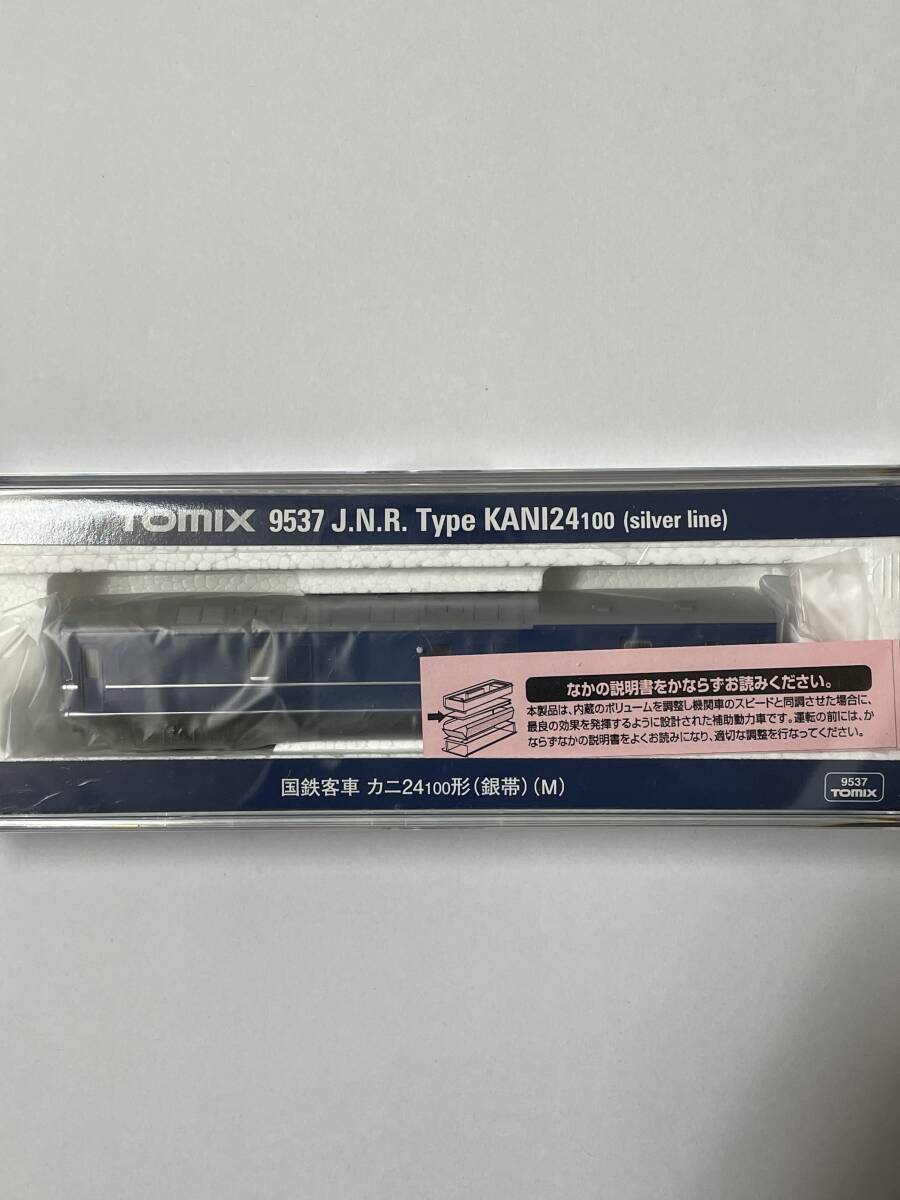 TOMIX 9537 J.N.R. Type KANI24100 (silver line)
なかの説明書をかならずお読みください。
本製品は、内蔵のボリュームを調整し機関車のスピードと同調させた場合に、
最良の効果を発揮するように設計された補助動力車です。運転の前には、か
ならずなかの説明書をよくお読みになり、適切な調整を行なってください。
国鉄客車 カニ24100形(銀帯)(M)
9537
TOMIX